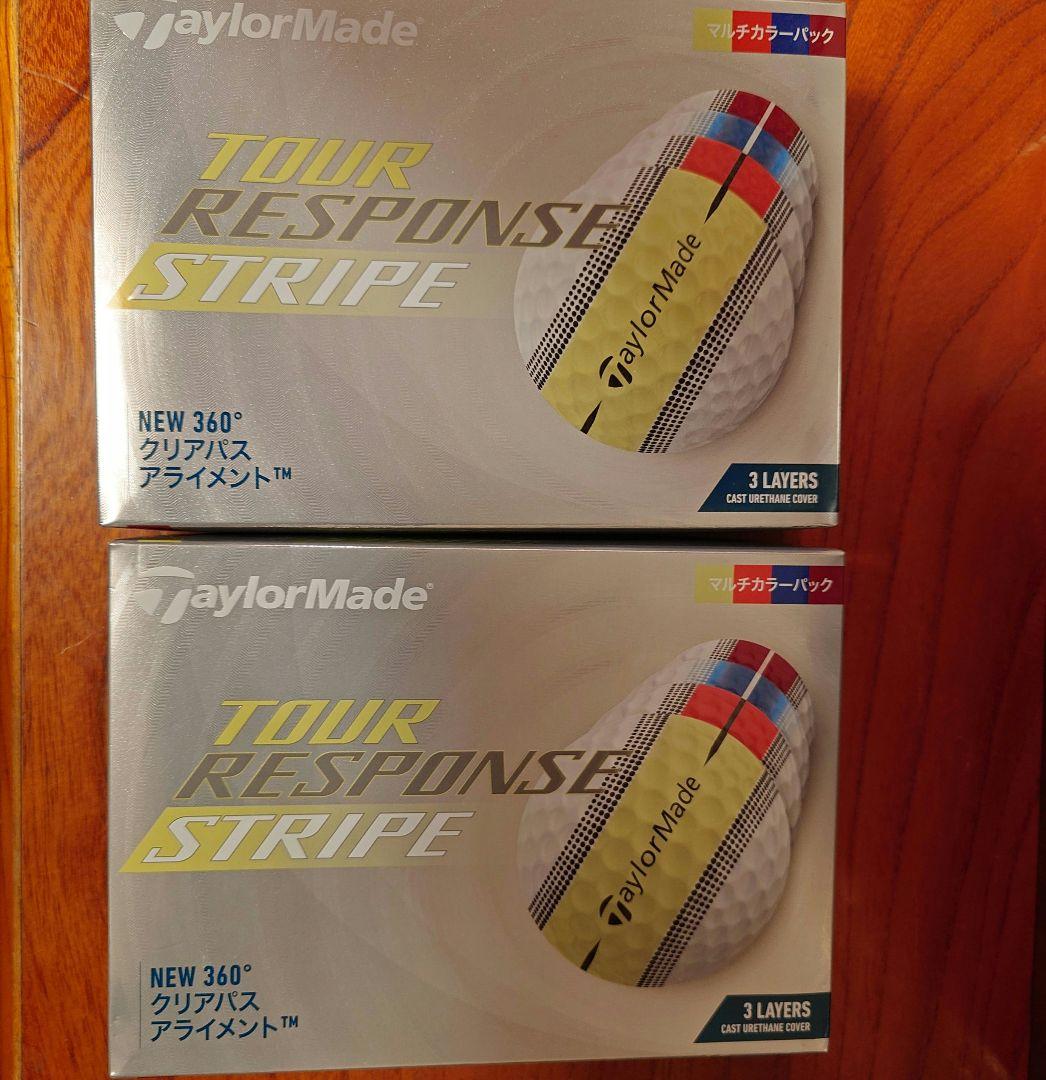 TaylorMade
マルチカラーパック
TOUR
RESPONSE
STRIPE
TaylorMade
NEW 360°
クリアパス
アライメント™
3 LAYERS
CAST URETHANE COVER
TaylorMade®
マルチカラーパック
TOUR
RESPONSE
STRIPE
TaylorMade
NEW 360°
クリアパス
アライメント™
3 LAYERS
CAST URETHANE COVER